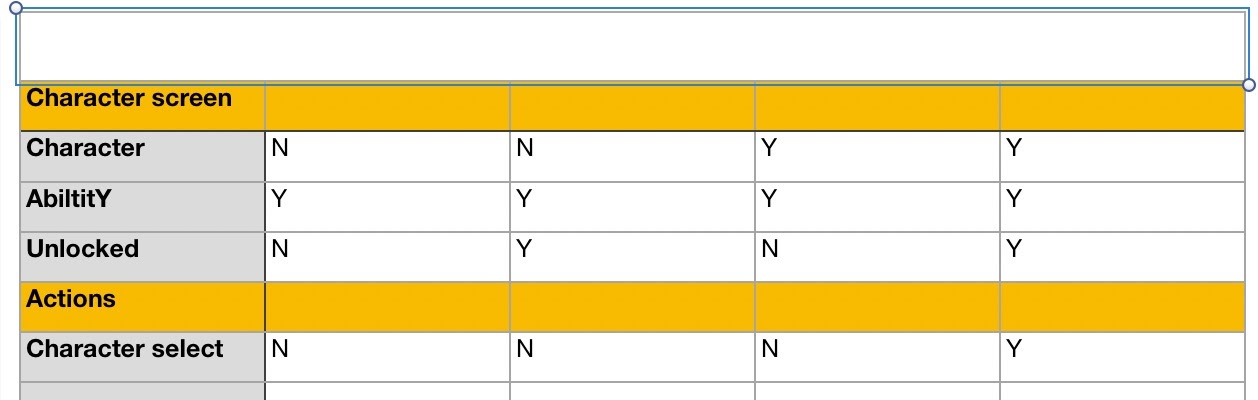 Character screen
Character N N Y Y
AbiltitY Y Y Y Y
Unlocked N Y N Y
Actions
Character select N N N Y